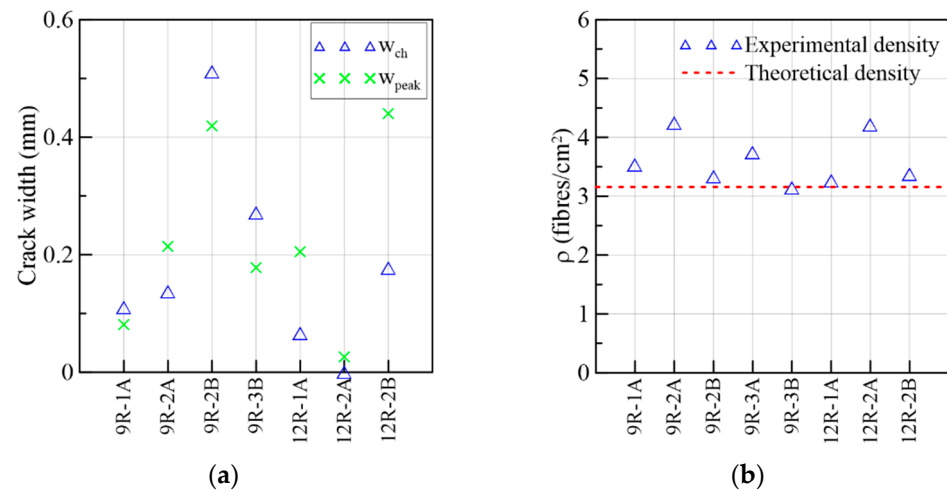 0.6
0.4
0.2
0
Crack width (mm)
w_ch
w_peak
9R-1A
9R-2A
9R-2B
9R-3B
12R-1A
12R-2A
12R-2B
(a)
6
5
4
3
2
1
0
ρ (fibres/cm²)
Experimental density
Theoretical density
9R-1A
9R-2A
9R-2B
9R-3A
9R-3B
12R-1A
12R-2A
12R-2B
(b)